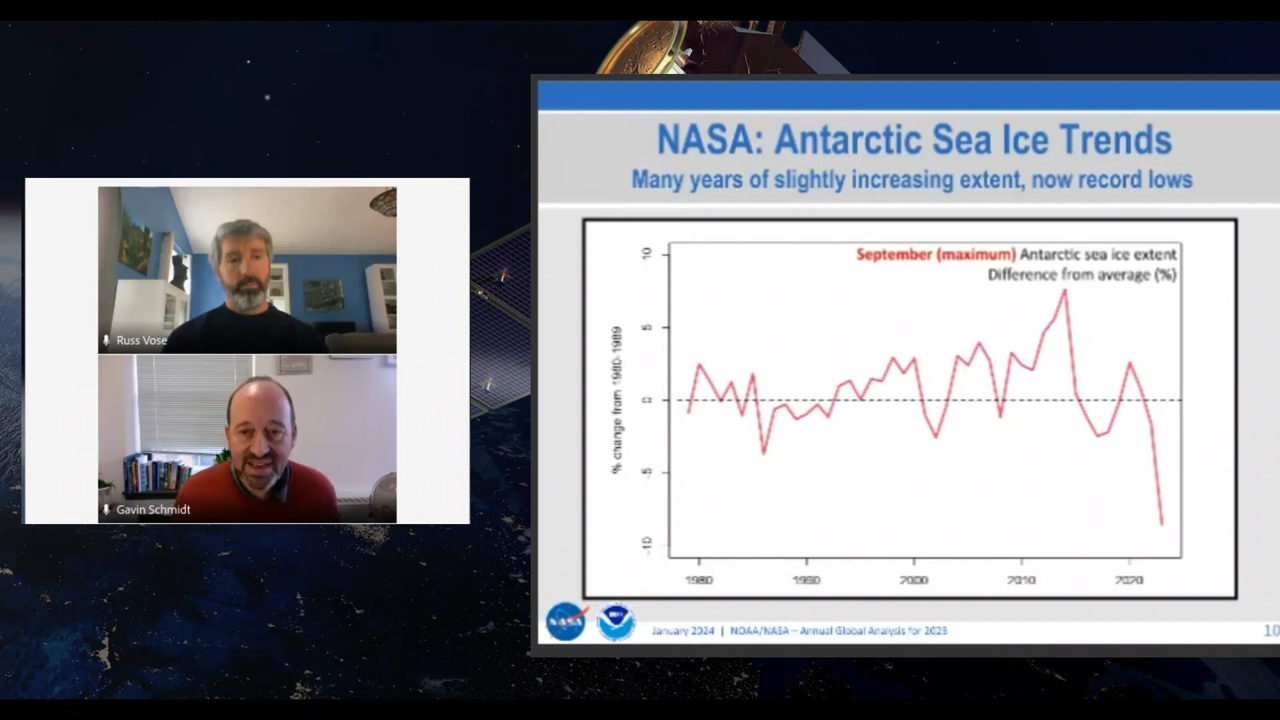 Russ Vose
Gavin Schmidt
NASA: Antarctic Sea Ice Trends
Many years of slightly increasing extent, now record lows
September (maximum) Antarctic sea ice extent
Difference from average (%)
% change from 1980-1989
10
5
0
-5
-10
1980
1990
2000
2010
2020
NASA
January 2024 | NOAA/NASA – Annual Global Analysis for 2023
10